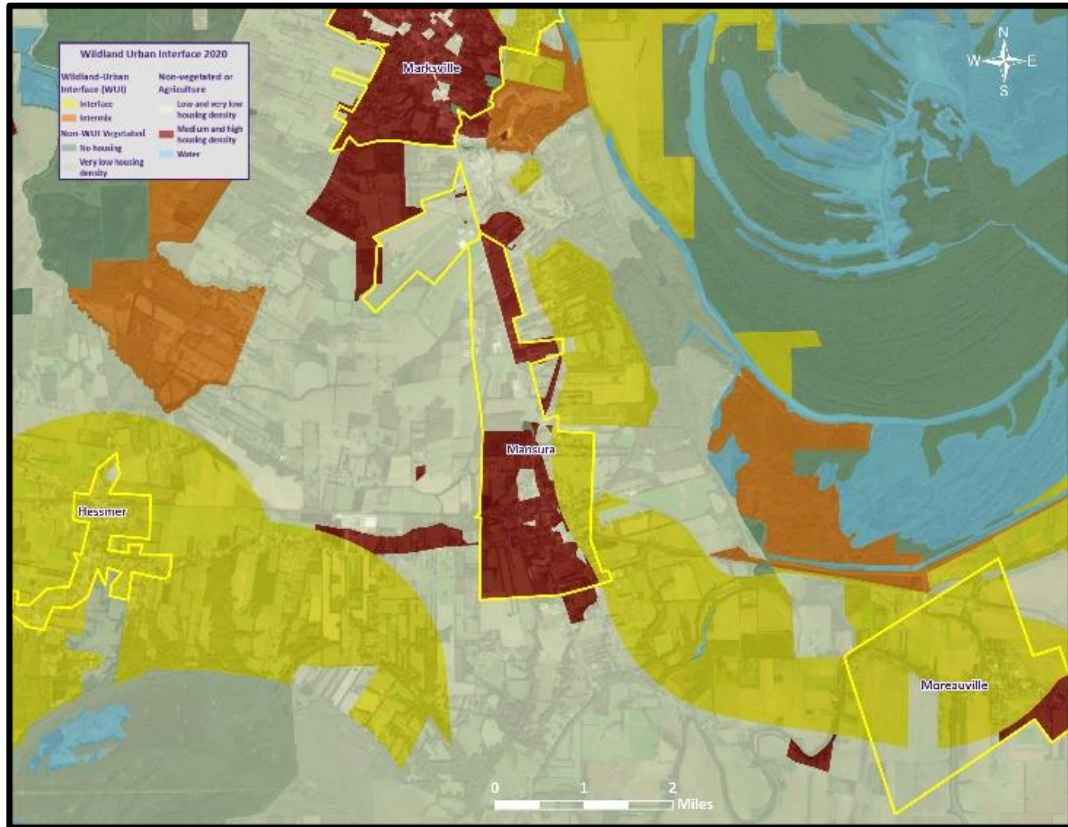 Wildland Urban Interface 2020
Wildland-Urban
Interface (WUI)
Interface
Intermix
Non-WUI Vegetated
No housing
Very low housing
density
Non-vegetated or
Agriculture
Low and very low
housing density
Medium and high
housing density
Water
N
W E
S
Marksville
Mansura
Hessmer
Moreauville
0 1 2
Miles